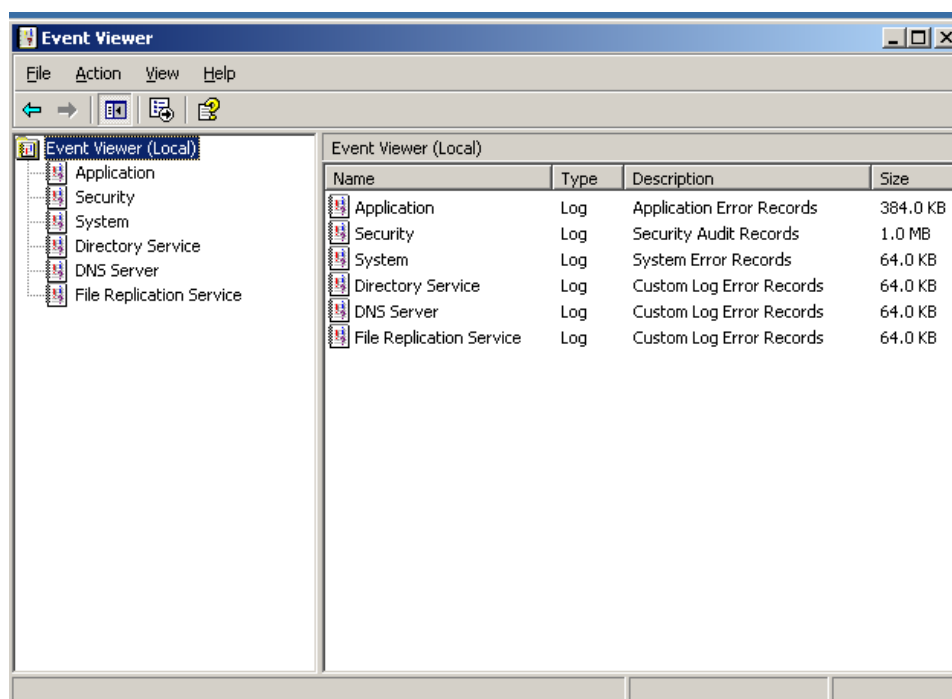 Event Viewer
File Action View Help
Event Viewer (Local)
Application
Security
System
Directory Service
DNS Server
File Replication Service
Event Viewer (Local)
Name Type Description Size
Application Log Application Error Records 384.0 KB
Security Log Security Audit Records 1.0 MB
System Log System Error Records 64.0 KB
Directory Service Log Custom Log Error Records 64.0 KB
DNS Server Log Custom Log Error Records 64.0 KB
File Replication Service Log Custom Log Error Records 64.0 KB